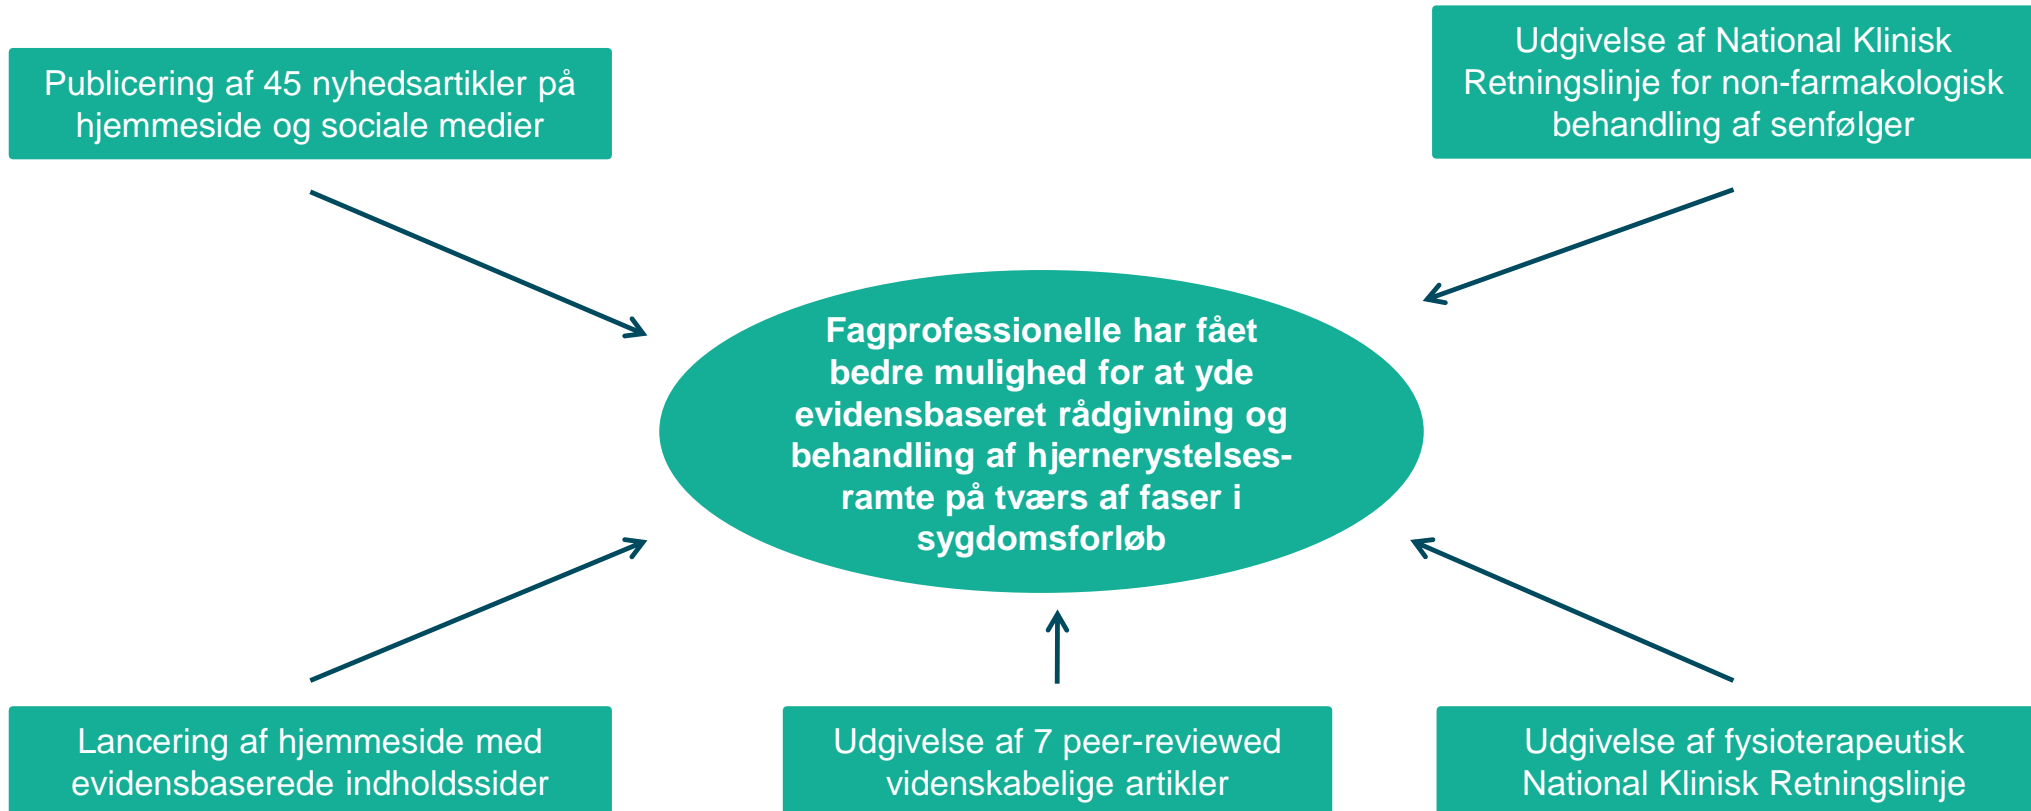 Publicering af 45 nyhedsartikler på
hjemmeside og sociale medier
Udgivelse af National Klinisk
Retningslinje for non-farmakologisk
behandling af senfølger
Fagprofessionelle har fået
bedre mulighed for at yde
evidensbaseret rådgivning og
behandling af hjernerystelses-
ramte på tværs af faser i
sygdomsforløb
Lancering af hjemmeside med
evidensbaserede indholdssider
Udgivelse af 7 peer-reviewed
videnskabelige artikler
Udgivelse af fysioterapeutisk
National Klinisk Retningslinje